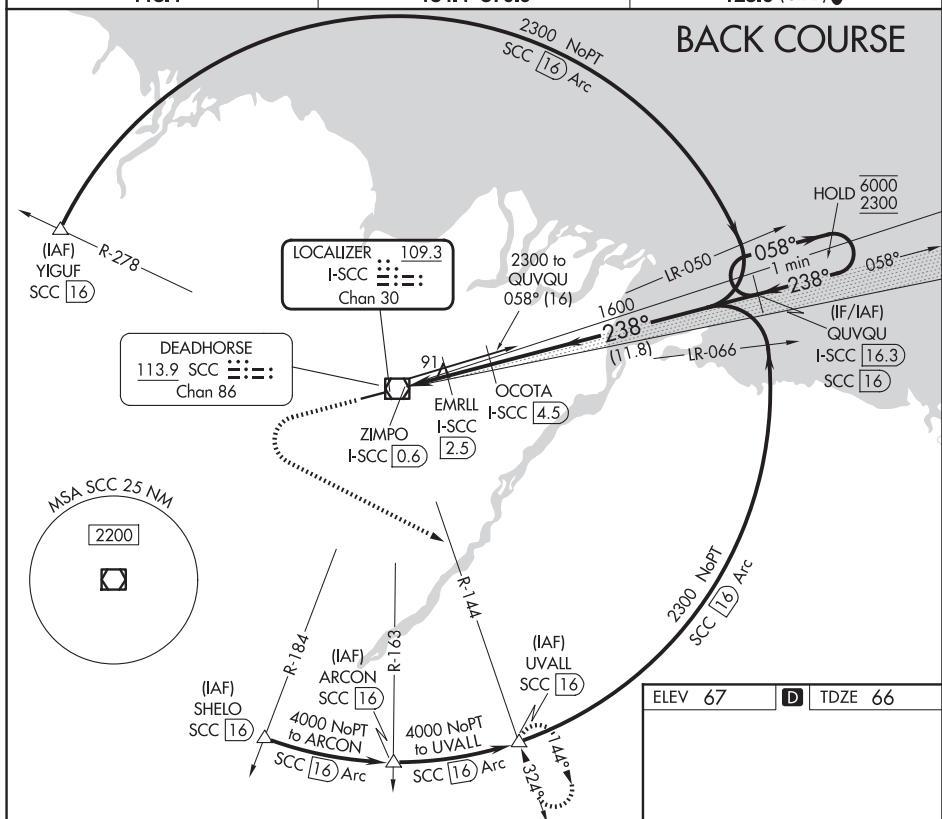 2300 NoPT
SCC 16 Arc
BACK COURSE
HOLD 6000
2300
(IAF)
YIGUF
SCC 16
R-278
LOCALIZER 109.3
I-SCC
Chan 30
2300 to
QUVQU
058° (16)
LR-050
058°
1 min
238°
058°
1600
238°
(11.8)
LR-066
(IF/IAF)
QUVQU
I-SCC 16.3
SCC 16
DEADHORSE
113.9 SCC
Chan 86
91
EMRLL
I-SCC
2.5
OCOTA
I-SCC 4.5
ZIMPO
I-SCC 0.6
MSA SCC 25 NM
2200
R-184
R-163
R-144
2300 NoPT
SCC 16 Arc
(IAF)
SHELO
SCC 16
(IAF)
ARCON
SCC 16
(IAF)
UVALL
SCC 16
4000 NoPT
to ARCON
SCC 16 Arc
4000 NoPT
to UVALL
SCC 16 Arc
144°
324°
ELEV 67 D TDZE 66